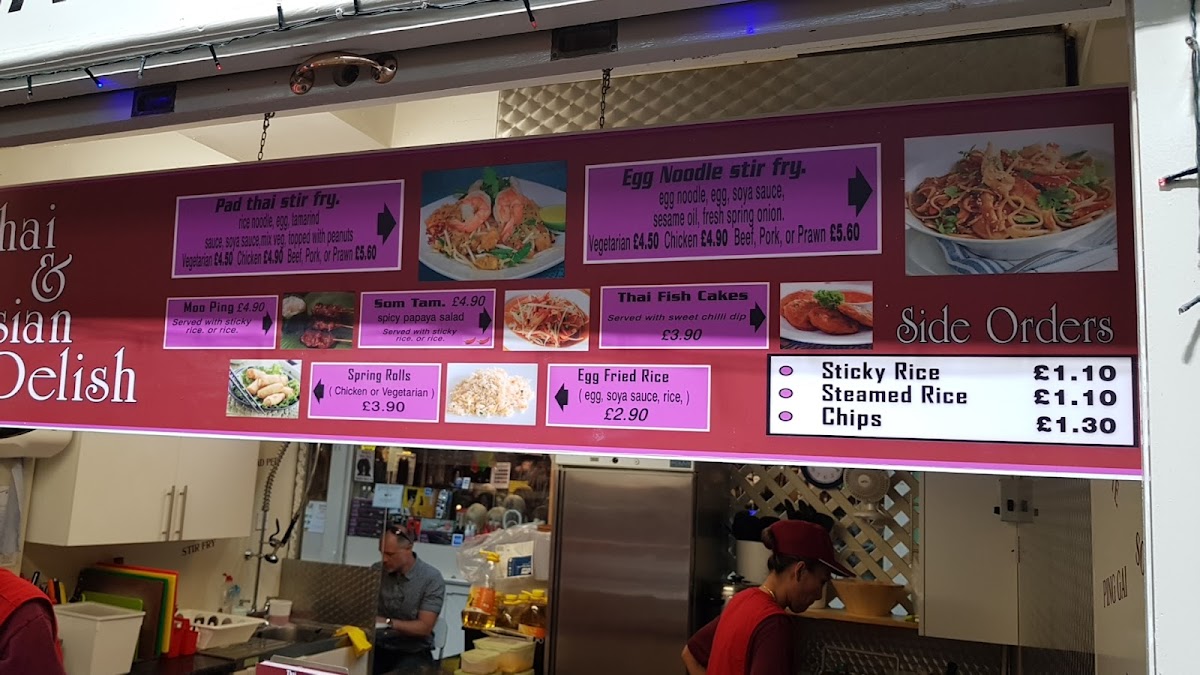 hai
&
sian
Delish
Pad thai stir fry.
rice noodle, egg, tamarind
sauce, soya sauce,mix veg, topped with peanuts
Vegetarian £4.50 Chicken £4.90 Beef, Pork, or Prawn £5.60
Egg Noodle stir fry.
egg noodle, egg, soya sauce,
sesame oil, fresh spring onion.
Vegetarian £4.50 Chicken £4.90 Beef, Pork, or Prawn £5.60
Moo Ping £4.90
Served with sticky
rice. or rice.
Som Tam. £4.90
spicy papaya salad
Served with sticky
rice. or rice.
Thai Fish Cakes
Served with sweet chilli dip
£3.90
Spring Rolls
( Chicken or Vegetarian )
£3.90
Egg Fried Rice
( egg, soya sauce, rice, )
£2.90
Side Orders
Sticky Rice £1.10
Steamed Rice £1.10
Chips £1.30
STIR FRY
PING GAI